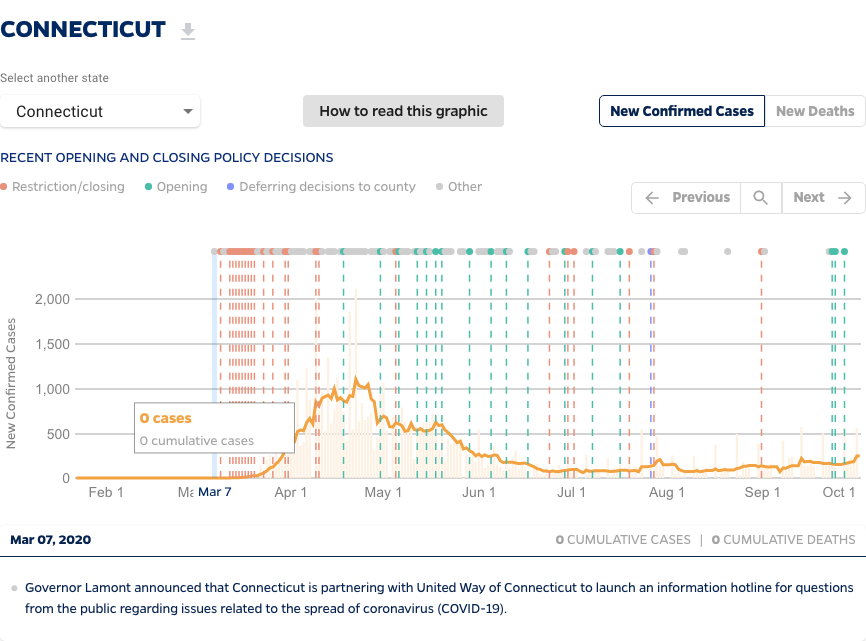 CONNECTICUT
Select another state
Connecticut
How to read this graphic
New Confirmed Cases
New Deaths
RECENT OPENING AND CLOSING POLICY DECISIONS
Restriction/closing
Opening
Deferring decisions to county
Other
Previous
Next
New Confirmed Cases
2,000
1,500
1,000
500
0
0 cases
0 cumulative cases
Feb 1
Mar 7
Apr 1
May 1
Jun 1
Jul 1
Aug 1
Sep 1
Oct 1
Mar 07, 2020
0 CUMULATIVE CASES | 0 CUMULATIVE DEATHS
Governor Lamont announced that Connecticut is partnering with United Way of Connecticut to launch an information hotline for questions
from the public regarding issues related to the spread of coronavirus (COVID-19).